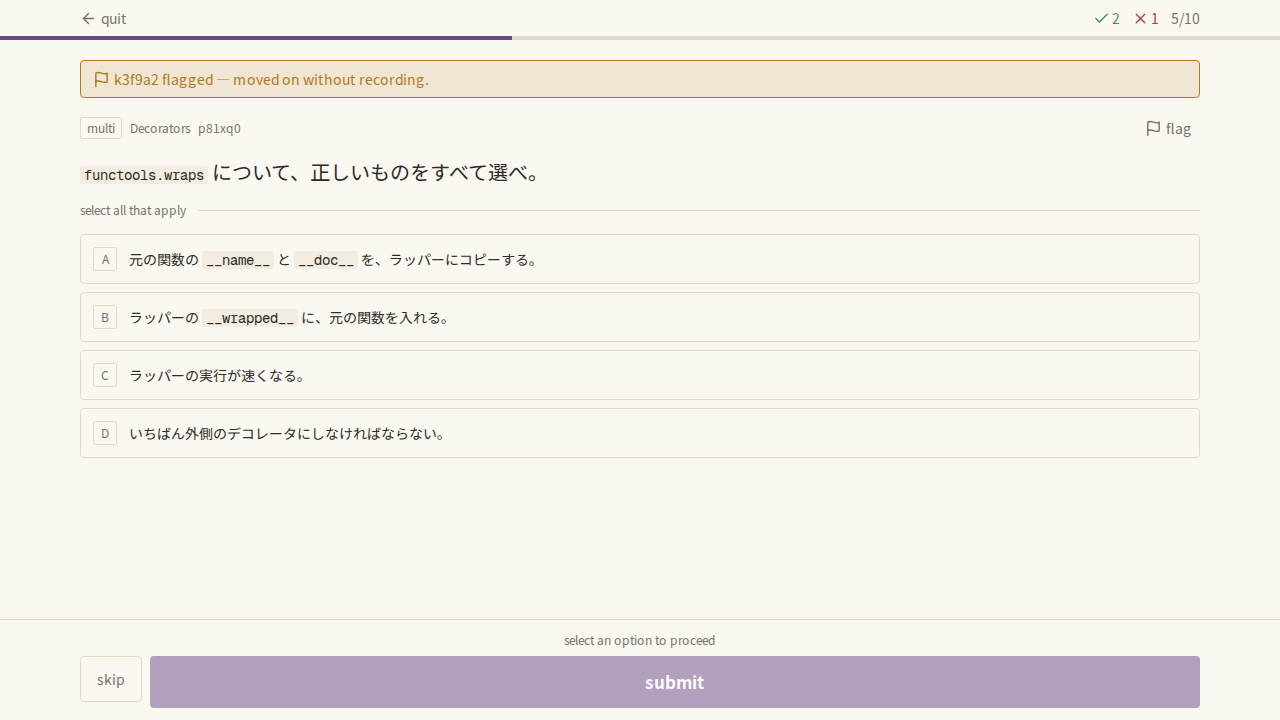 quit
2 1 5/10
k3f9a2 flagged — moved on without recording.
multi Decorators p81xq0 flag
functools.wraps について、正しいものをすべて選べ。
select all that apply
A 元の関数の __name__ と __doc__ を、ラッパーにコピーする。
B ラッパーの __wrapped__ に、元の関数を入れる。
C ラッパーの実行が速くなる。
D いちばん外側のデコレータにしなければならない。
select an option to proceed
skip submit